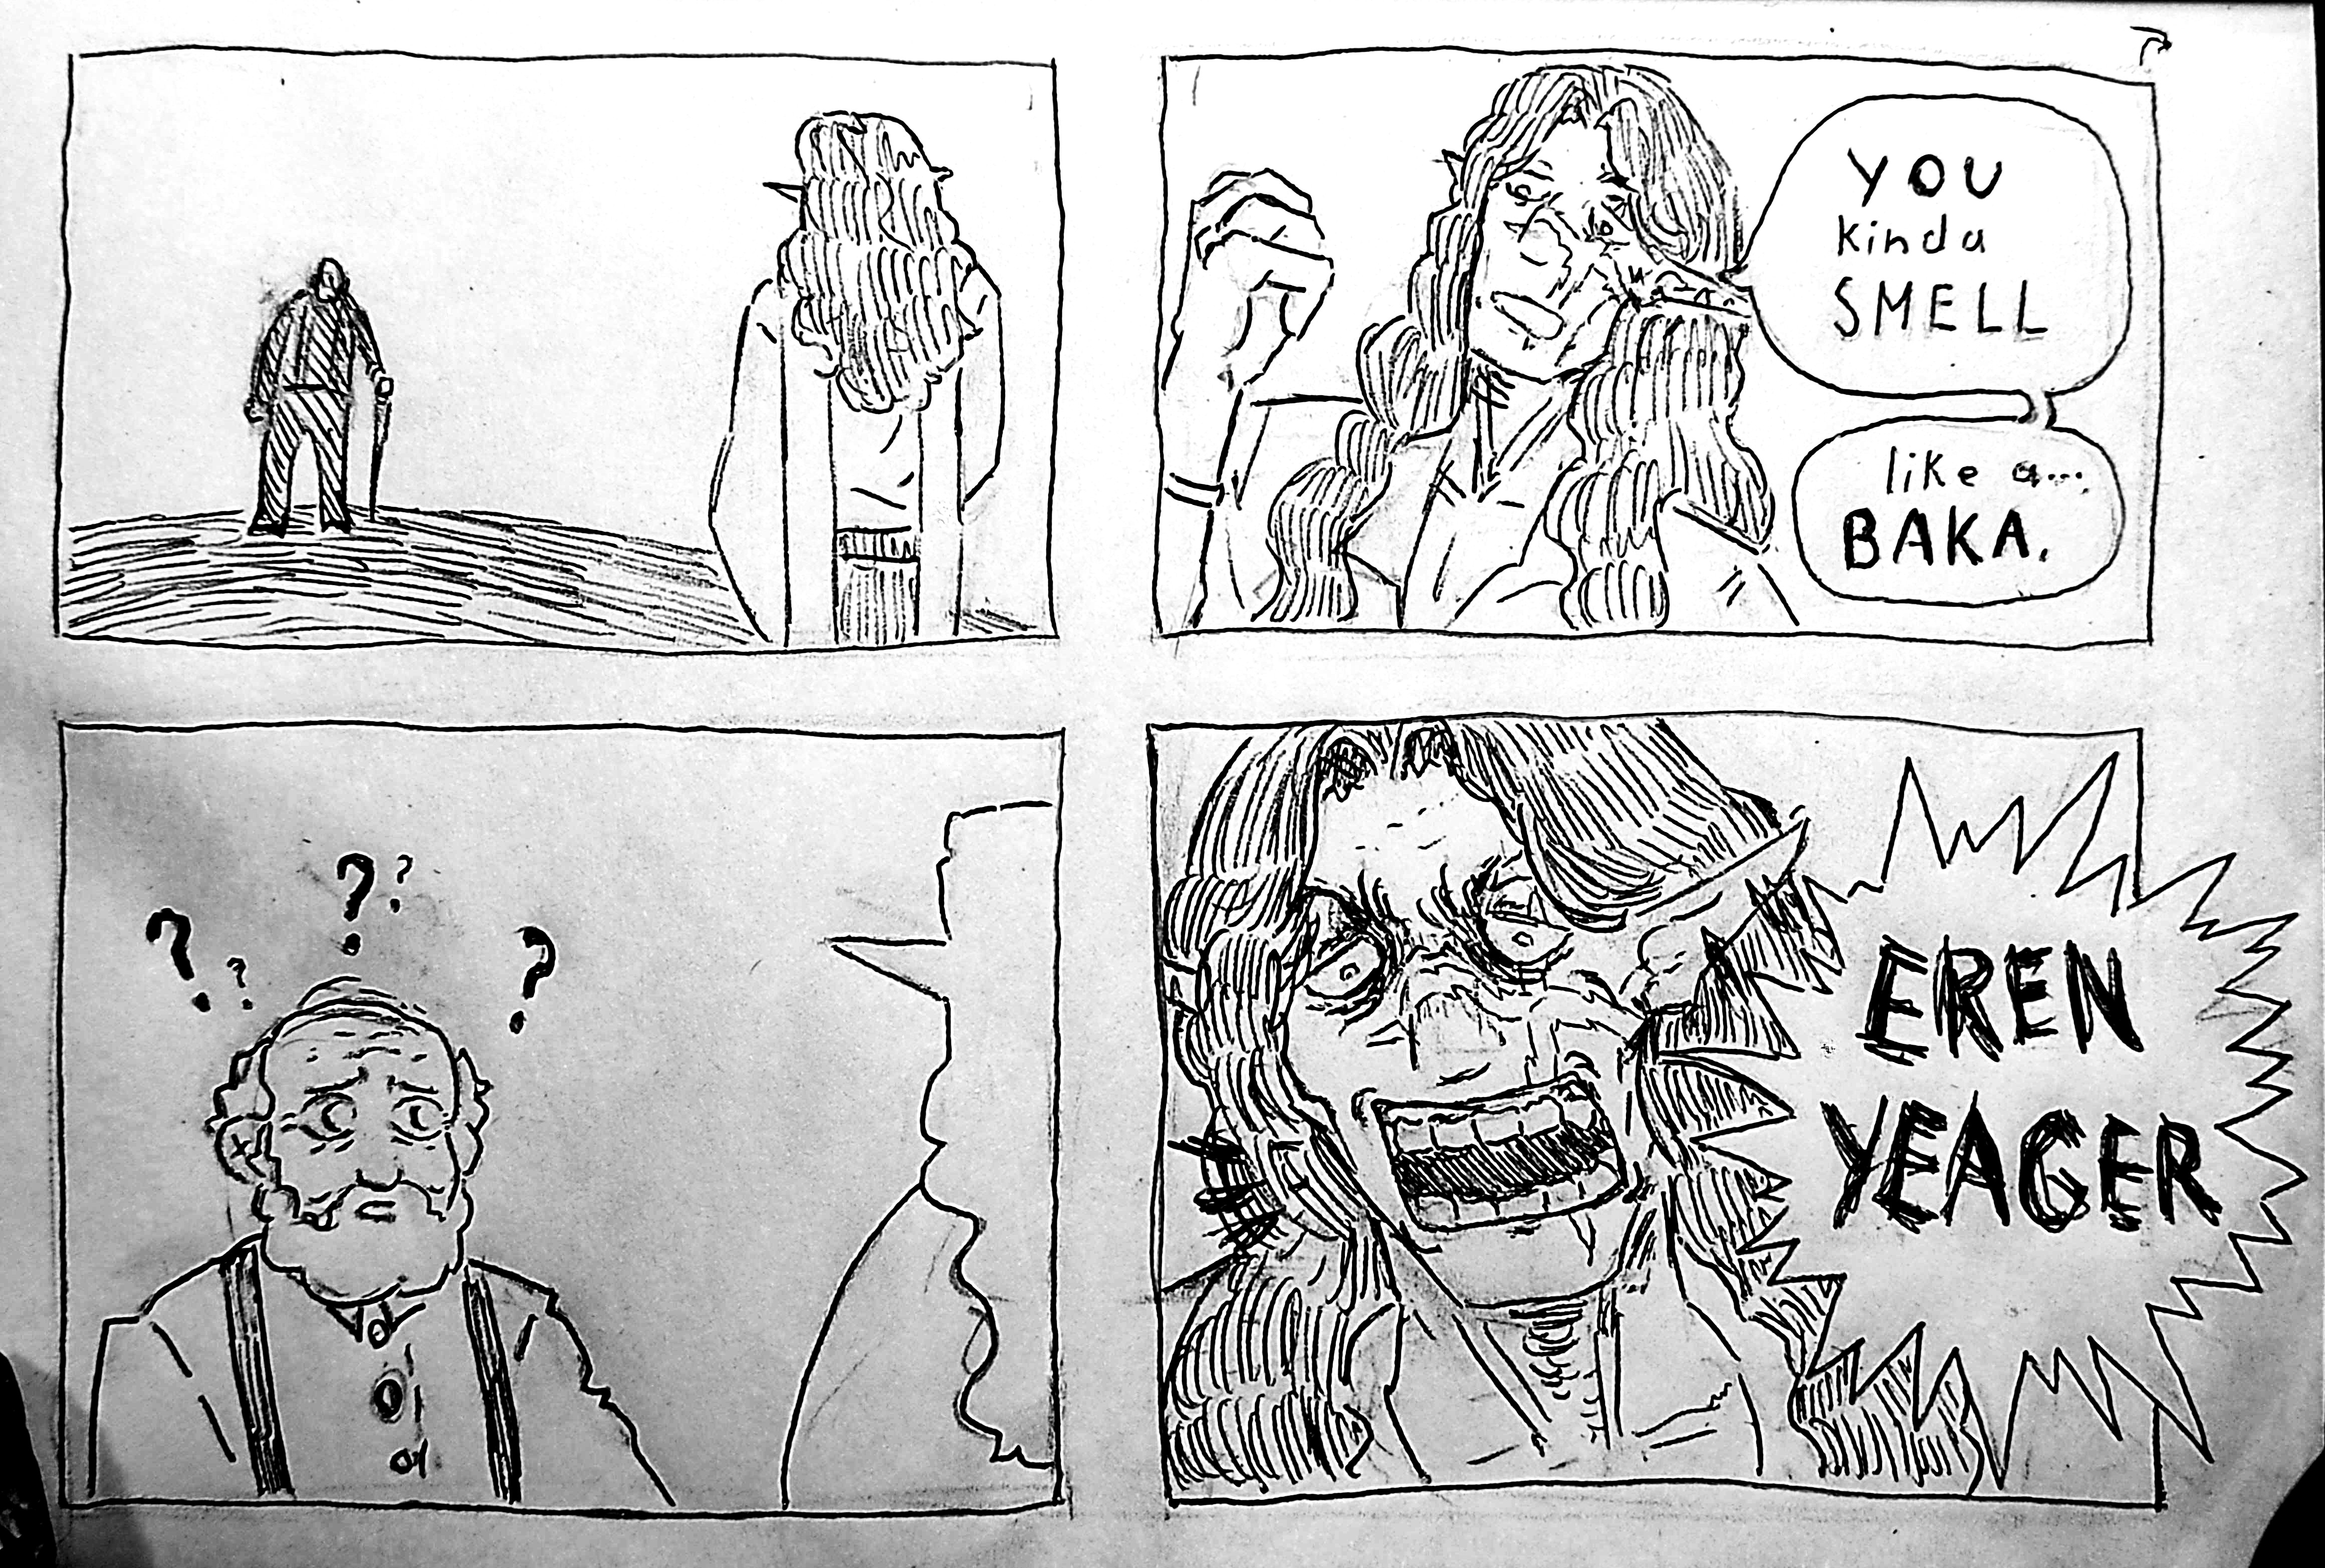 YOU
kinda
SMELL
like a...
BAKA.
? ? ? ? ?
EREN
YEAGER